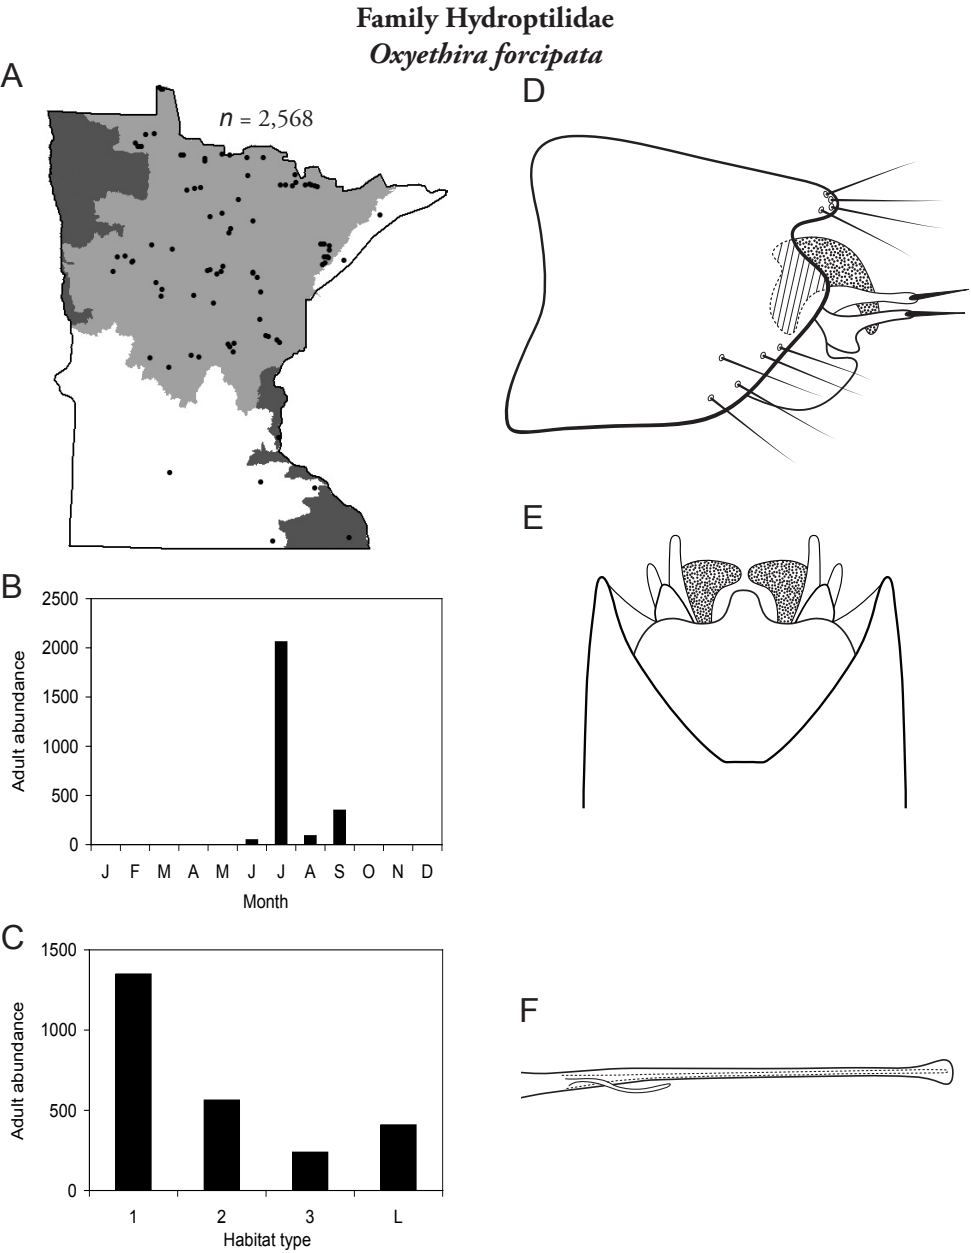 Family Hydroptilidae
Oxyethira forcipata
A
n = 2,568
B
2500
2000
1500
1000
500
0
Adult abundance
J F M A M J J A S O N D
Month
C
1500
1000
500
0
Adult abundance
1 2 3 L
Habitat type
D
E
F